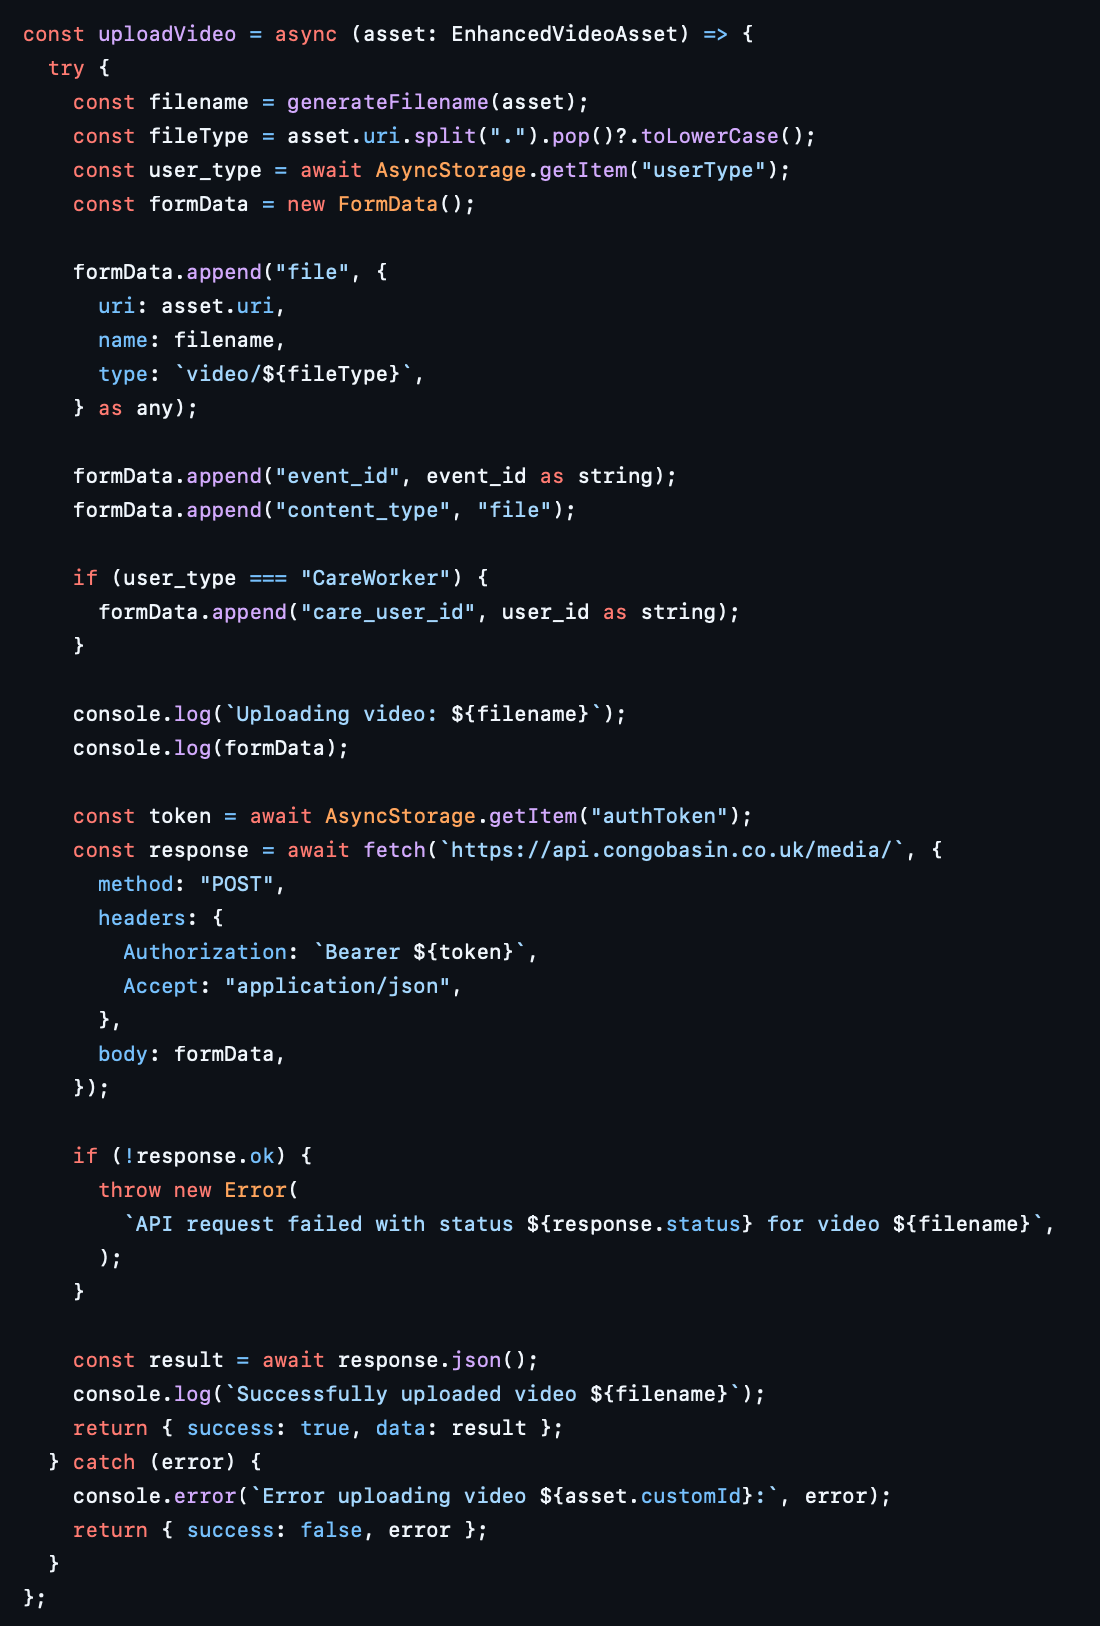 const uploadVideo = async (asset: EnhancedVideoAsset) => {
  try {
    const filename = generateFilename(asset);
    const fileType = asset.uri.split(".").pop()?.toLowerCase();
    const user_type = await AsyncStorage.getItem("userType");
    const formData = new FormData();

    formData.append("file", {
      uri: asset.uri,
      name: filename,
      type: `video/${fileType}`,
    } as any);

    formData.append("event_id", event_id as string);
    formData.append("content_type", "file");

    if (user_type === "CareWorker") {
      formData.append("care_user_id", user_id as string);
    }

    console.log(`Uploading video: ${filename}`);
    console.log(formData);

    const token = await AsyncStorage.getItem("authToken");
    const response = await fetch(`https://api.congobasin.co.uk/media/`, {
      method: "POST",
      headers: {
        Authorization: `Bearer ${token}`,
        Accept: "application/json",
      },
      body: formData,
    });

    if (!response.ok) {
      throw new Error(
        `API request failed with status ${response.status} for video ${filename}`,
      );
    }

    const result = await response.json();
    console.log(`Successfully uploaded video ${filename}`);
    return { success: true, data: result };
  } catch (error) {
    console.error(`Error uploading video ${asset.customId}:`, error);
    return { success: false, error };
  }
};